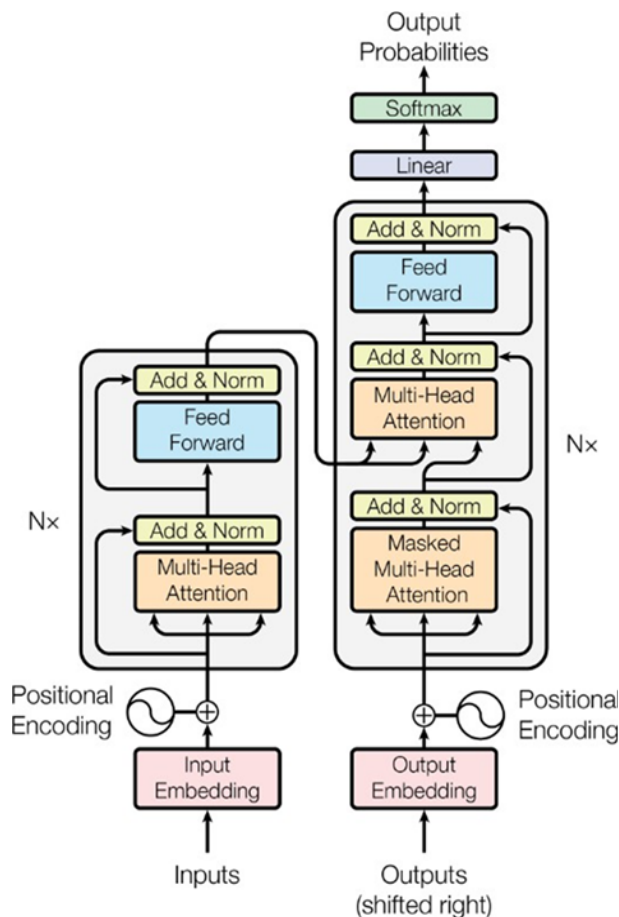 Output
Probabilities
Softmax
Linear
Add & Norm
Feed
Forward
Add & Norm
Multi-Head
Attention
Add & Norm
Masked
Multi-Head
Attention
N×
Add & Norm
Feed
Forward
Add & Norm
Multi-Head
Attention
N×
Positional
Encoding
Positional
Encoding
Input
Embedding
Output
Embedding
Inputs
Outputs
(shifted right)